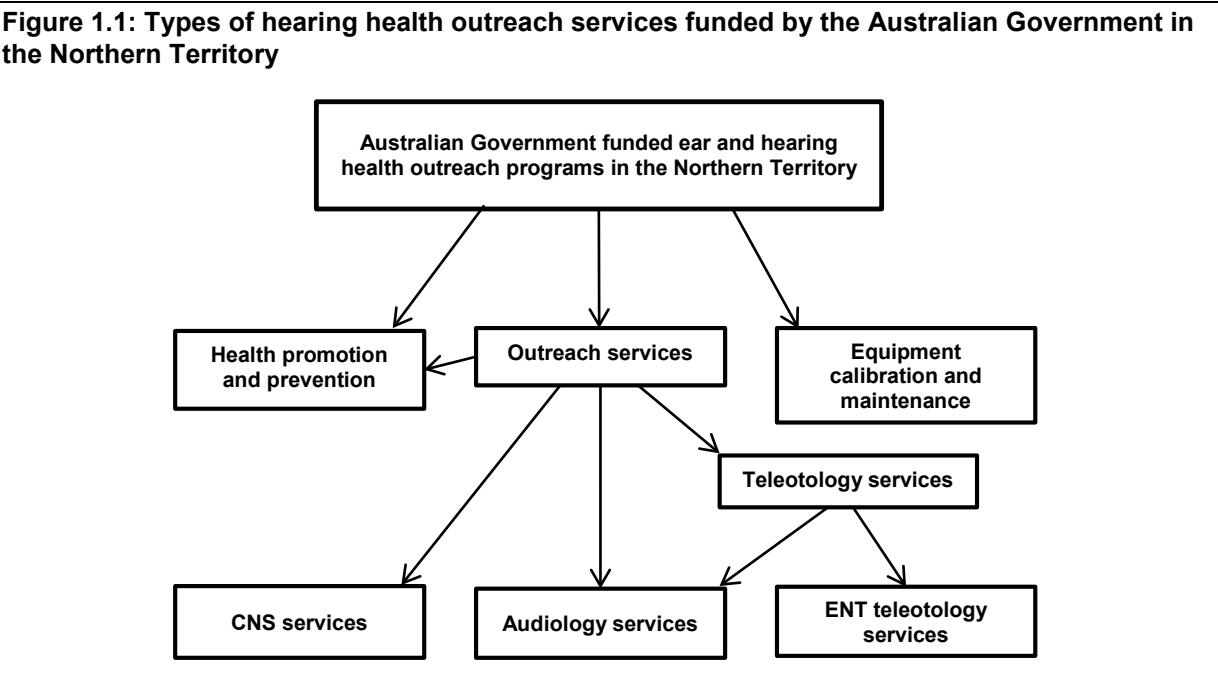 Figure 1.1: Types of hearing health outreach services funded by the Australian Government in
the Northern Territory
Australian Government funded ear and hearing
health outreach programs in the Northern Territory
Health promotion
and prevention
Outreach services
Equipment
calibration and
maintenance
Teleotology services
CNS services
Audiology services
ENT teleotology
services